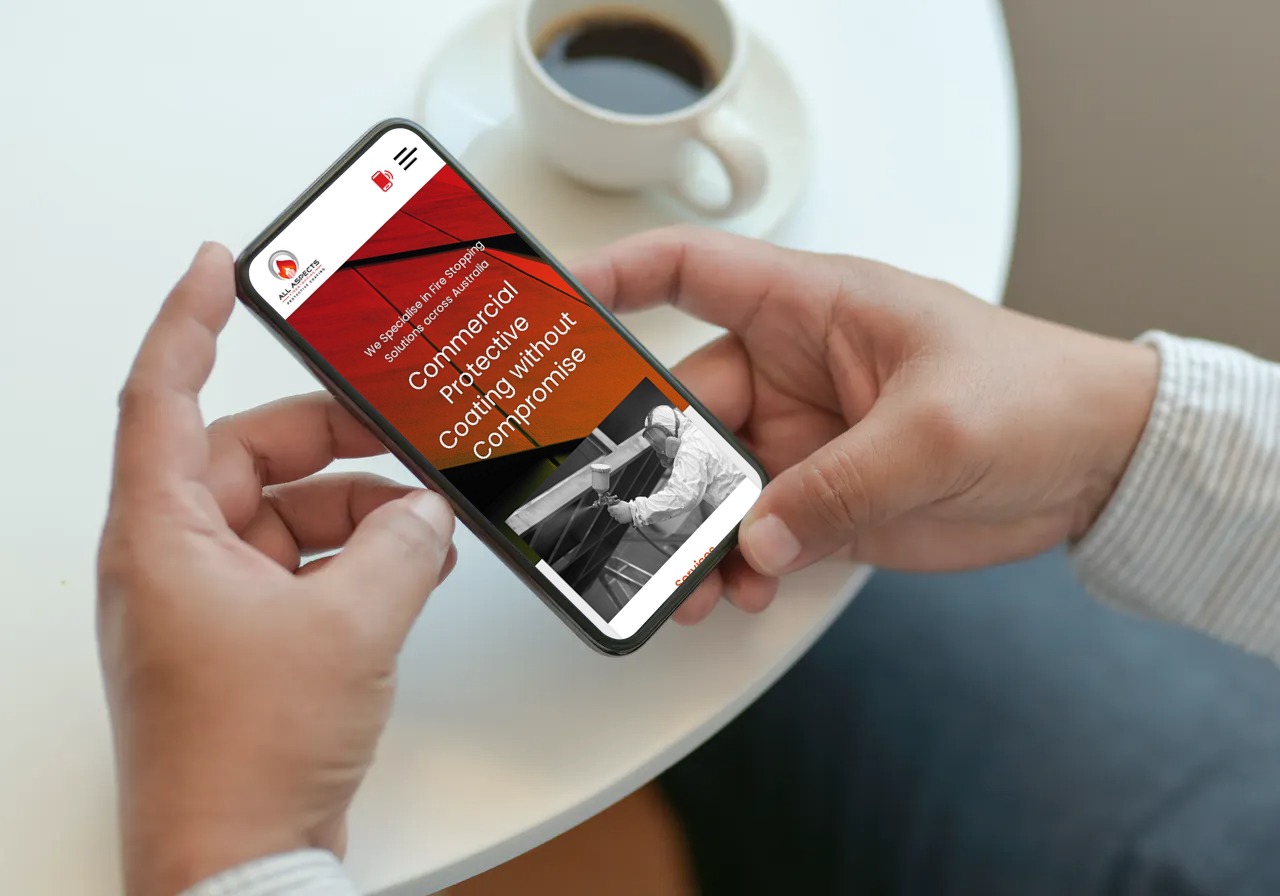 ALL ASPECTS
PROTECTIVE COATING
We Specialise in Fire Stopping
Solutions across Australia
Commercial
Protective
Coating without
Compromise
Services